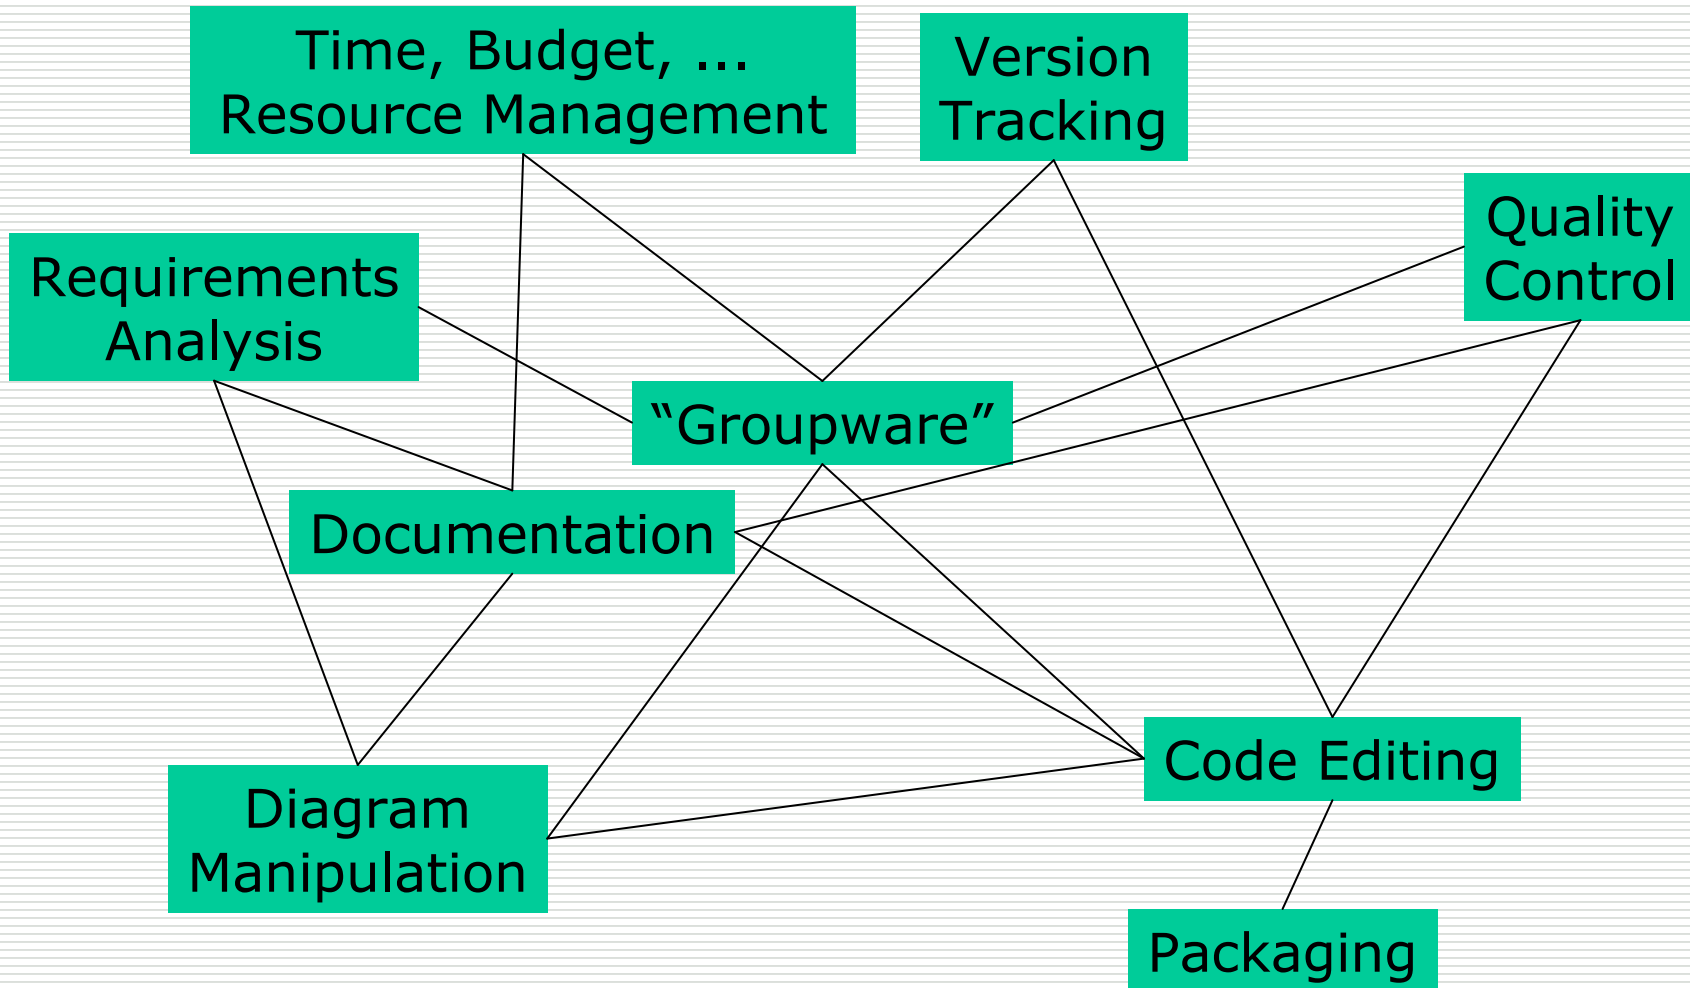 Time, Budget, ...
Resource Management
Version
Tracking
Quality
Control
Requirements
Analysis
“Groupware”
Documentation
Code Editing
Diagram
Manipulation
Packaging